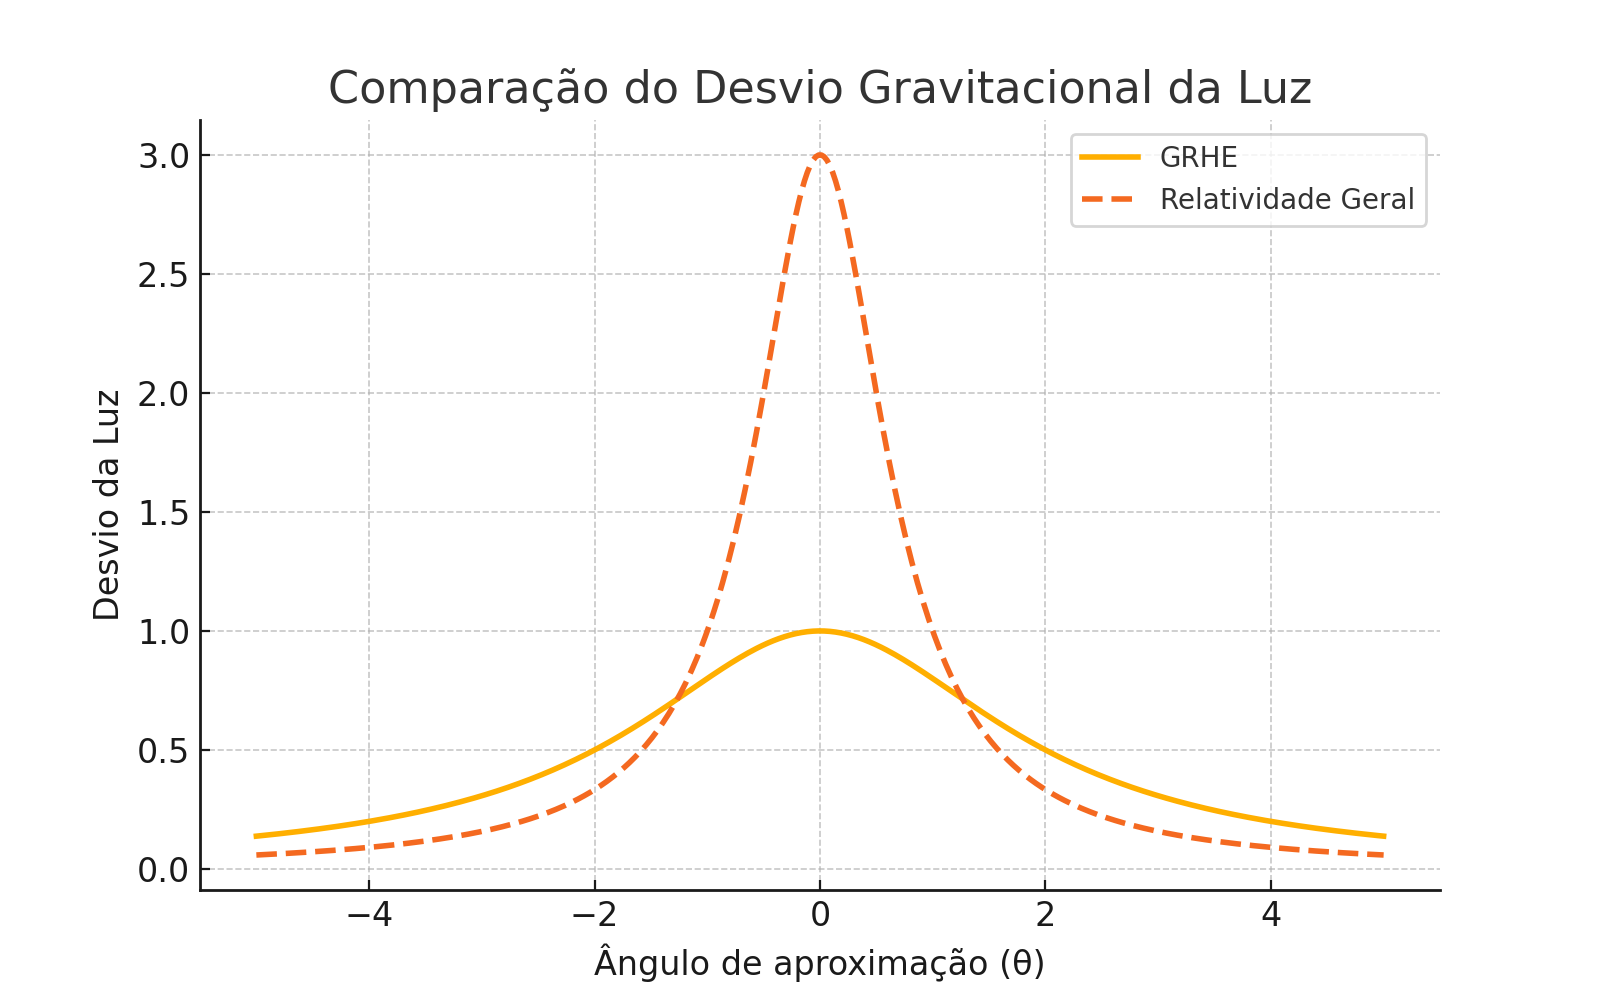 Comparação do Desvio Gravitacional da Luz
GRHE
Relatividade Geral
Desvio da Luz
3.0
2.5
2.0
1.5
1.0
0.5
0.0
−4
−2
0
2
4
Ângulo de aproximação (θ)